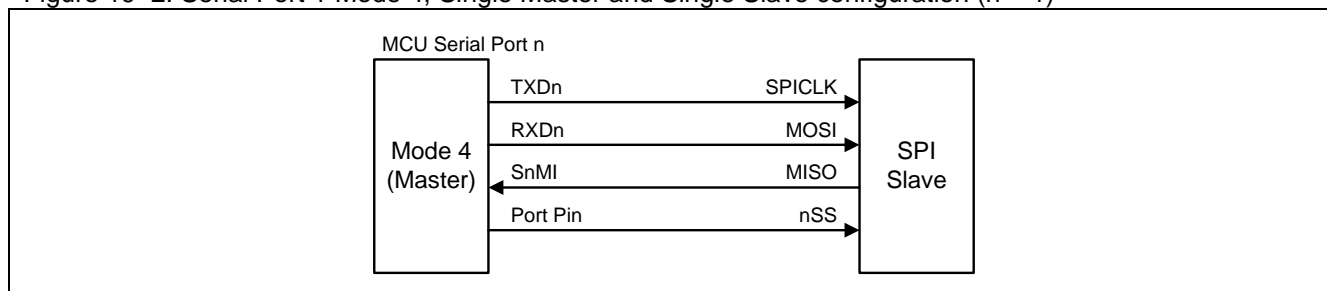 MCU Serial Port n
TXDn SPICLK
RXDn MOSI
Mode 4
(Master)
SPI
Slave
SnMI MISO
Port Pin nSS